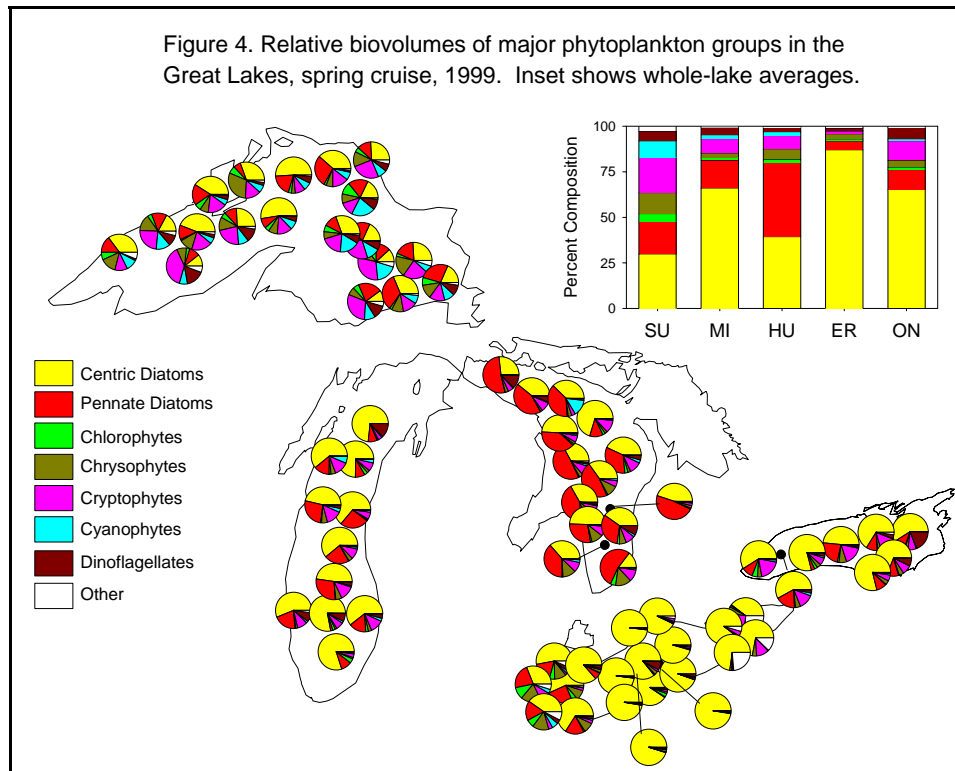 Figure 4. Relative biovolumes of major phytoplankton groups in the
Great Lakes, spring cruise, 1999. Inset shows whole-lake averages.
100
75
50
25
0
Percent Composition
SU MI HU ER ON
Centric Diatoms
Pennate Diatoms
Chlorophytes
Chrysophytes
Cryptophytes
Cyanophytes
Dinoflagellates
Other